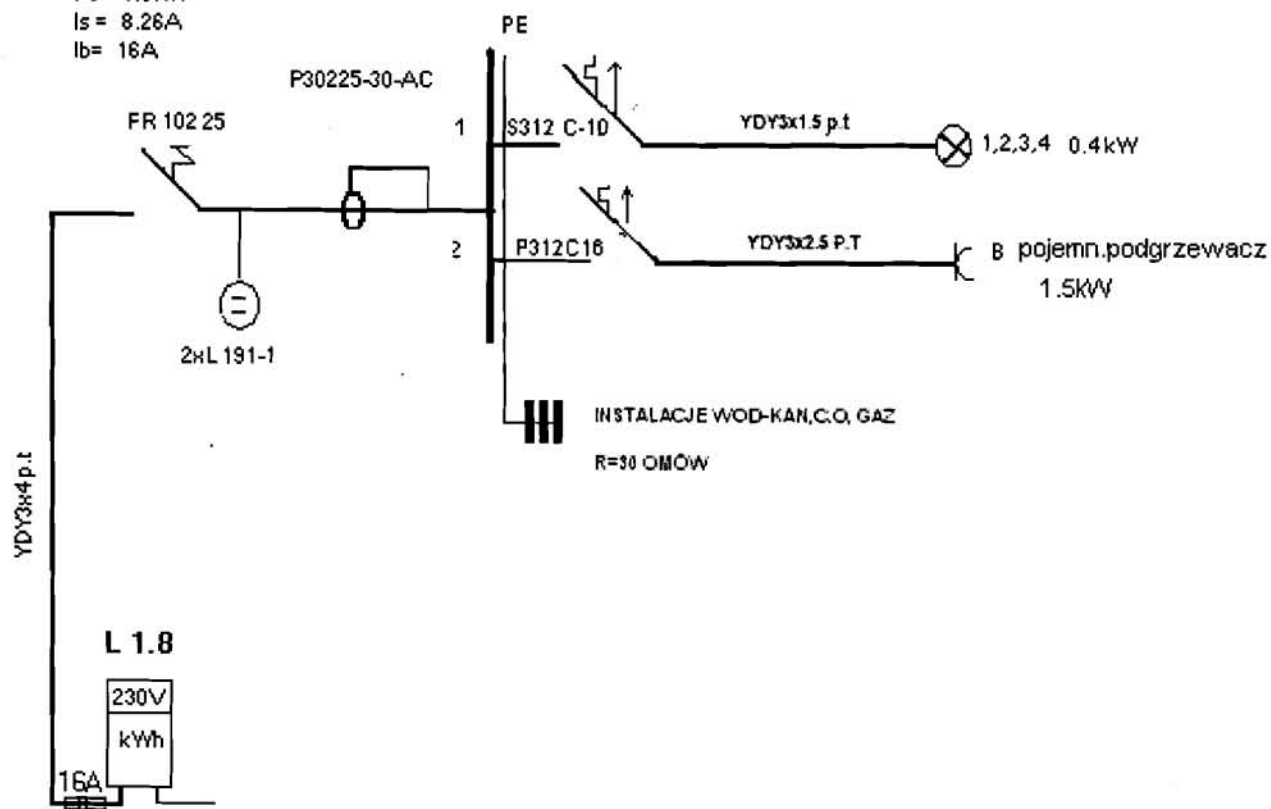 Is = 8.26A
Ib= 16A
PE
P30225-30-AC
FR 102 25
1
S312 C-10
YDY3x1.5 p.t
1,2,3,4 0.4kW
2
P312C16
YDY3x2.5 P.T
B pojemn.podgrzewacz
1.5kW
2xL 191-1
INSTALACJE WOD-KAN,C.O, GAZ
R=30 OMÓW
YDY3x4 p.t
L 1.8
230V
kWh
16A